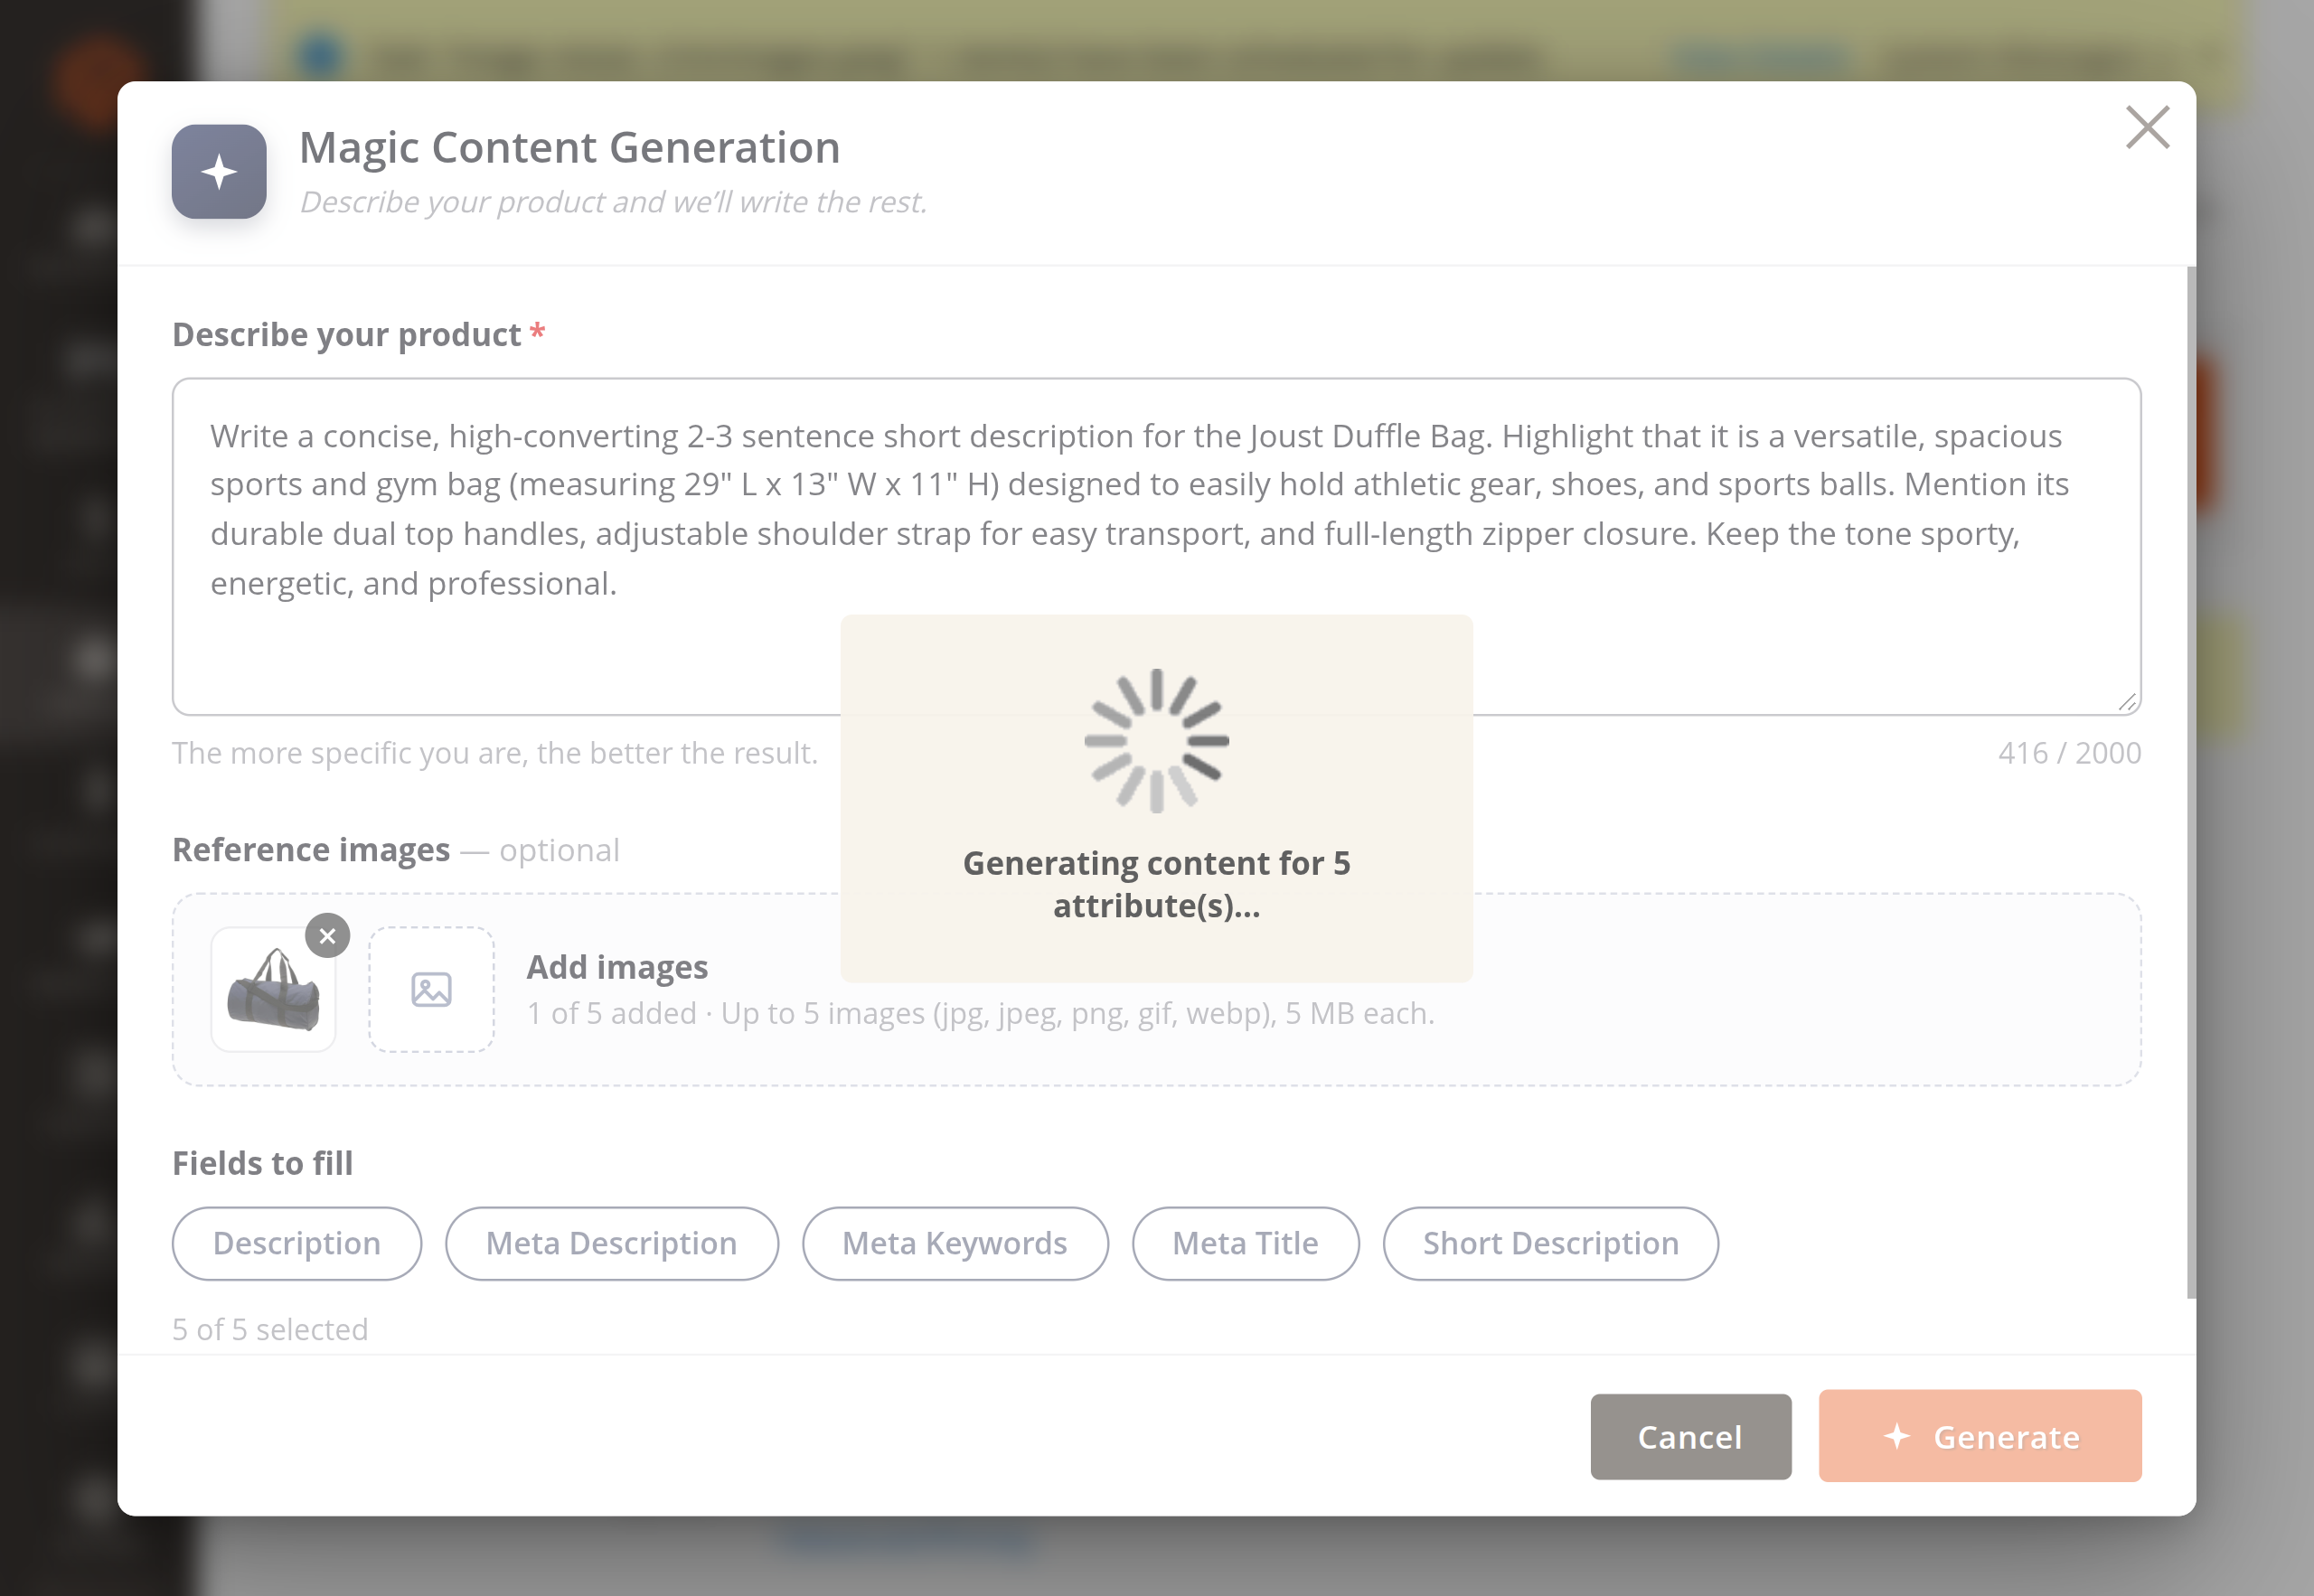 Magic Content Generation
Describe your product and we’ll write the rest.
Describe your product *
Write a concise, high-converting 2-3 sentence short description for the Joust Duffle Bag. Highlight that it is a versatile, spacious
sports and gym bag (measuring 29" L x 13" W x 11" H) designed to easily hold athletic gear, shoes, and sports balls. Mention its
durable dual top handles, adjustable shoulder strap for easy transport, and full-length zipper closure. Keep the tone sporty,
energetic, and professional.
The more specific you are, the better the result.
416 / 2000
Generating content for 5
attribute(s)...
Reference images — optional
Add images
1 of 5 added · Up to 5 images (jpg, jpeg, png, gif, webp), 5 MB each.
Fields to fill
Description
Meta Description
Meta Keywords
Meta Title
Short Description
5 of 5 selected
Cancel
Generate